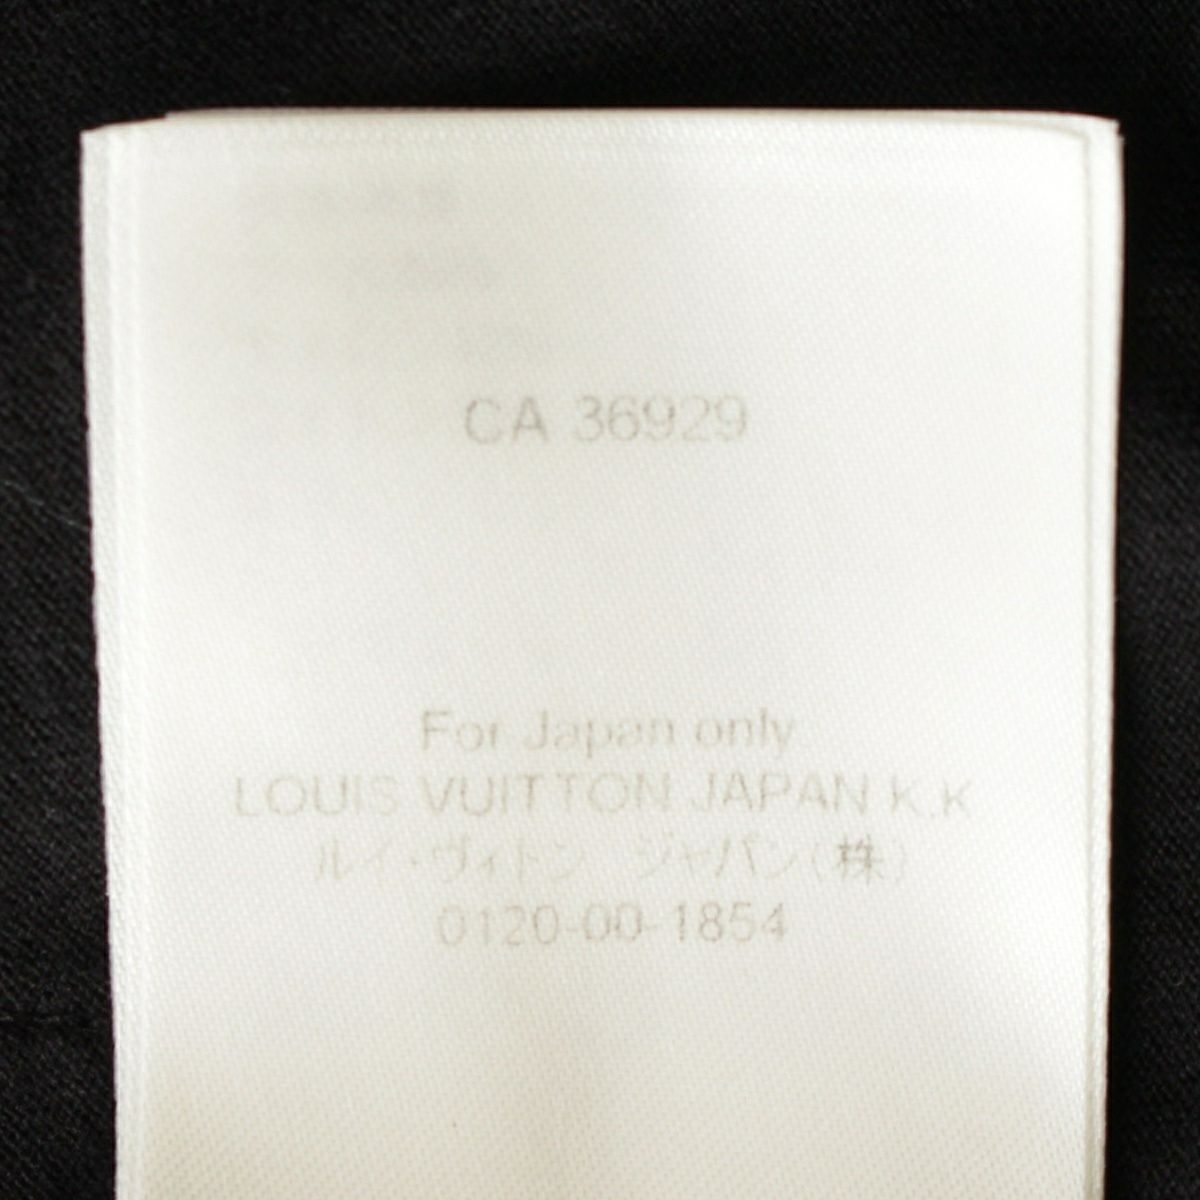 CA 36929
For Japan only
LOUIS VUITTON JAPAN K.K
ルイ・ヴィトン ジャパン(株)
0120-00-1854